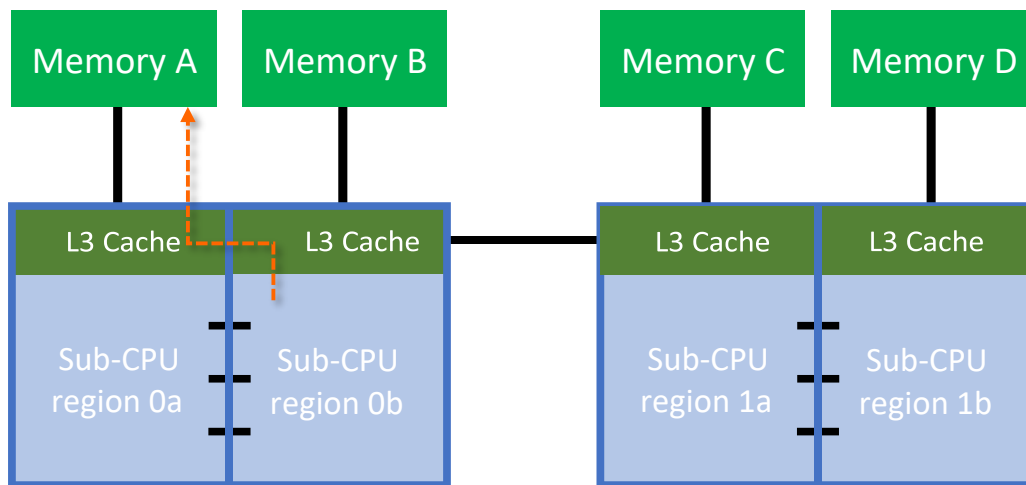 Memory A
Memory B
Memory C
Memory D
L3 Cache
L3 Cache
L3 Cache
L3 Cache
Sub-CPU
region 0a
Sub-CPU
region 0b
Sub-CPU
region 1a
Sub-CPU
region 1b